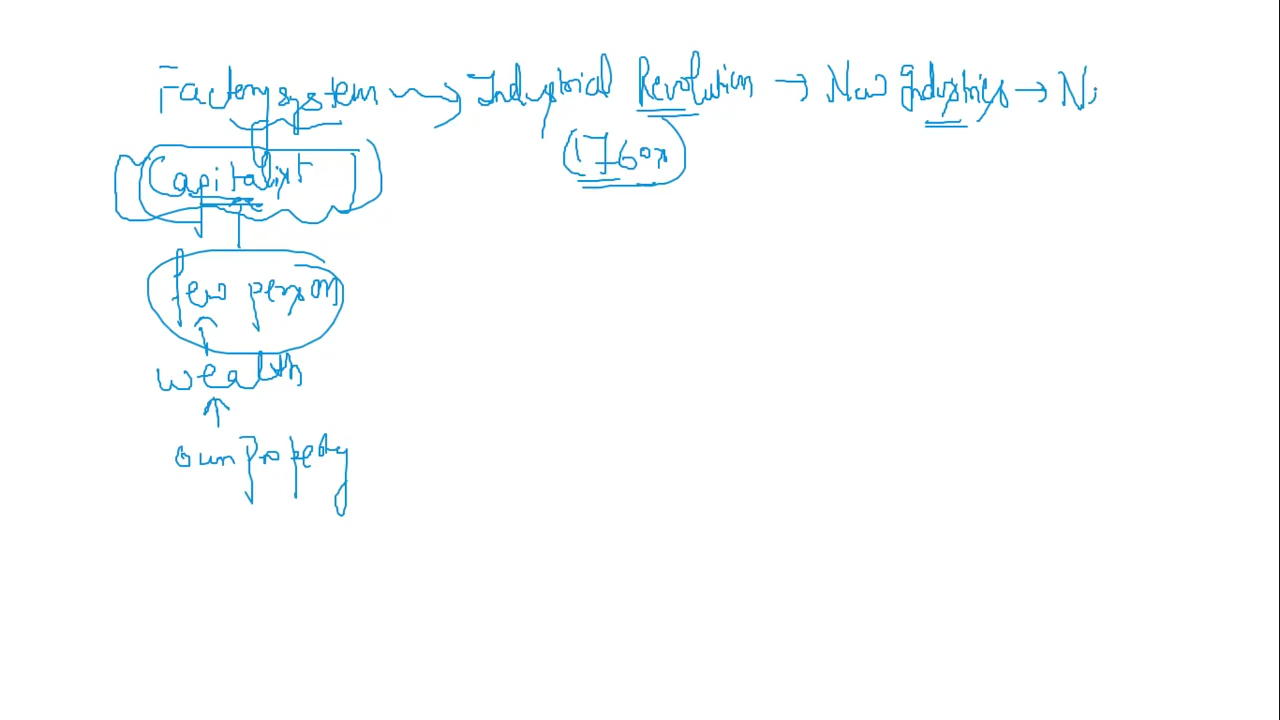 Factory system → Industrial Revolution → New Industries → N
(1760s)
(Capitalist)
few person
wealth
own Property